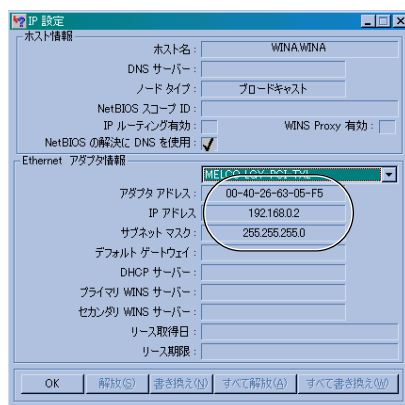 IP 設定
ホスト情報
ホスト名 : WINA.WINA
DNS サーバー :
ノード タイプ : ブロードキャスト
NetBIOS スコープ ID :
IP ルーティング有効 : WINS Proxy 有効 :
NetBIOS の解決に DNS を使用 :
Ethernet アダプタ情報
MELCO LGY-PCI-TXL
アダプタ アドレス : 00-40-26-63-05-F5
IP アドレス 192.168.0.2
サブネット マスク : 255.255.255.0
デフォルト ゲートウェイ :
DHCP サーバー :
プライマリ WINS サーバー :
セカンダリ WINS サーバー :
リース取得日 :
リース期限 :
OK 解放(S) 書き換え(N) すべて解放(A) すべて書き換え(W)